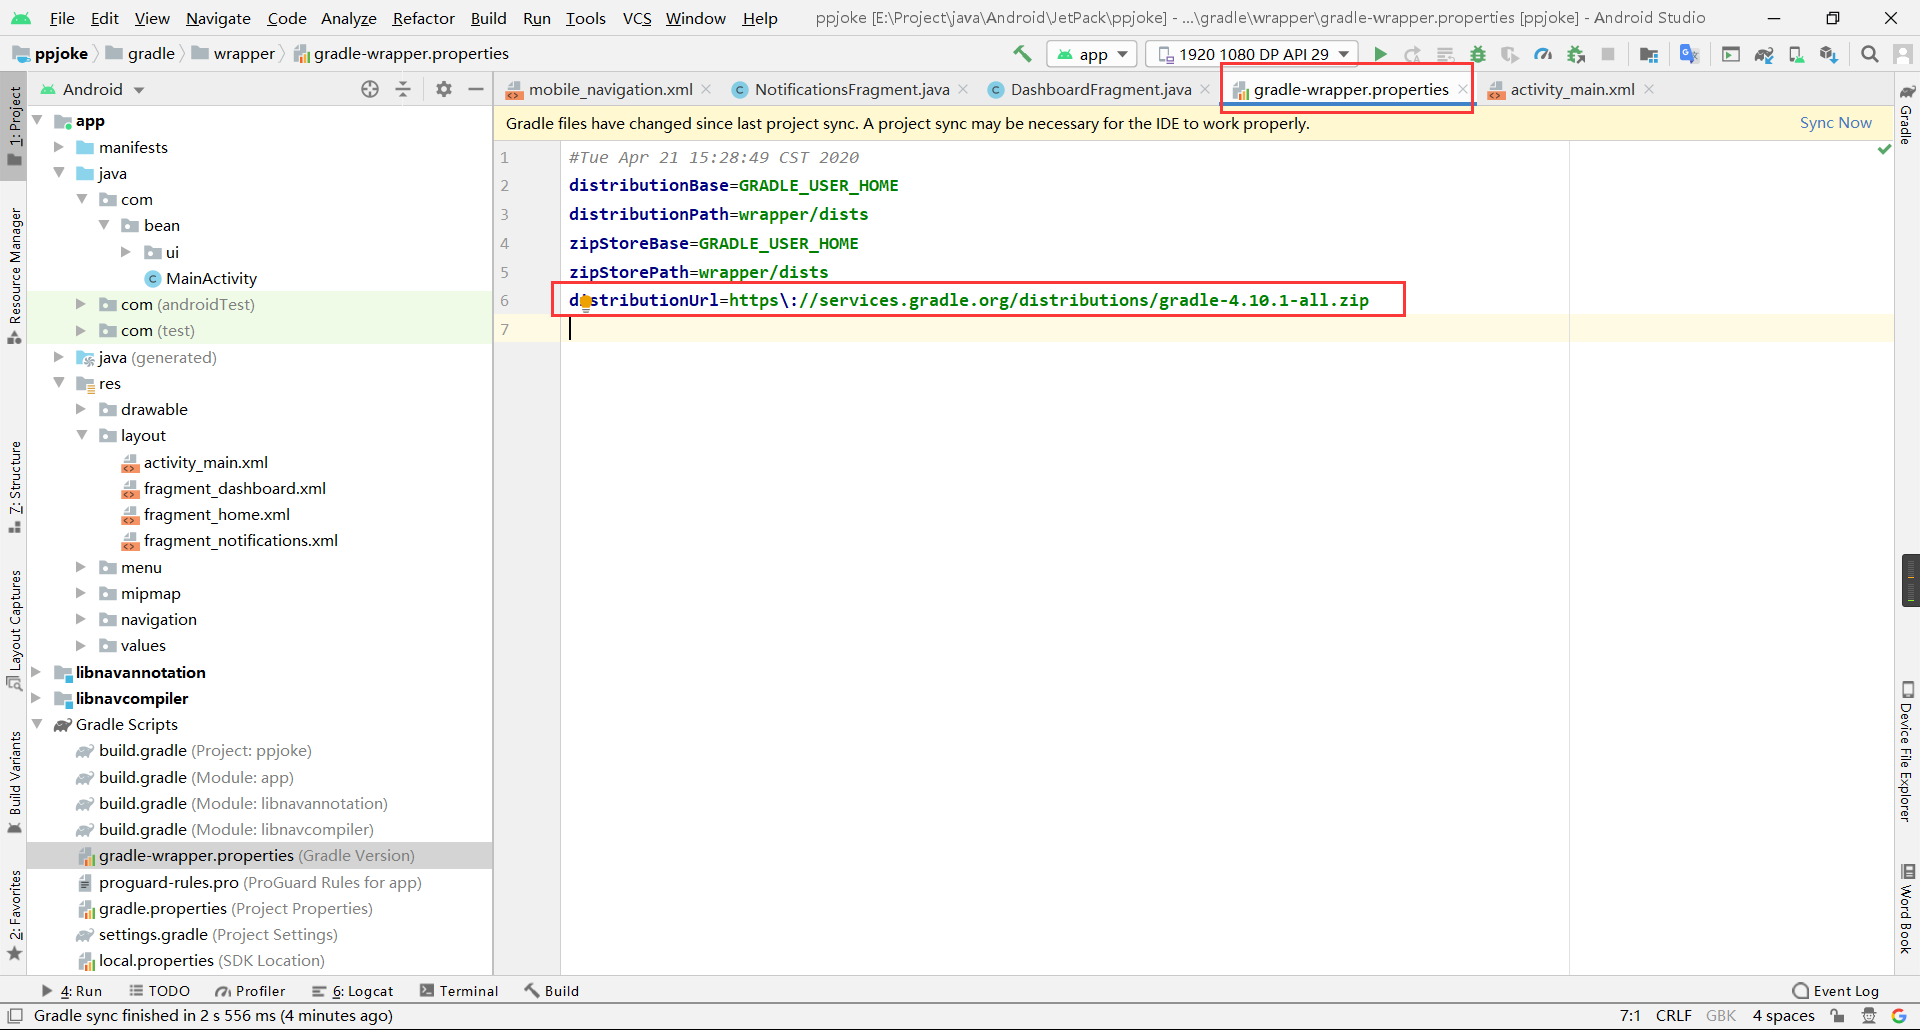 File Edit View Navigate Code Analyze Refactor Build Run Tools VCS Window Help ppjoke [E:\Project\java\Android\JetPack\ppjoke] - ...\gradle\wrapper\gradle-wrapper.properties [ppjoke] - Android Studio
ppjoke gradle wrapper gradle-wrapper.properties app 1920 1080 DP API 29
Android mobile_navigation.xml NotificationsFragment.java DashboardFragment.java gradle-wrapper.properties activity_main.xml
Gradle files have changed since last project sync. A project sync may be necessary for the IDE to work properly. Sync Now
1 #Tue Apr 21 15:28:49 CST 2020
2 distributionBase=GRADLE_USER_HOME
3 distributionPath=wrapper/dists
4 zipStoreBase=GRADLE_USER_HOME
5 zipStorePath=wrapper/dists
6 distributionUrl=https\://services.gradle.org/distributions/gradle-4.10.1-all.zip
7
app
manifests
java
com
bean
ui
MainActivity
com (androidTest)
com (test)
java (generated)
res
drawable
layout
activity_main.xml
fragment_dashboard.xml
fragment_home.xml
fragment_notifications.xml
menu
mipmap
navigation
values
libnavannotation
libnavcompiler
Gradle Scripts
build.gradle (Project: ppjoke)
build.gradle (Module: app)
build.gradle (Module: libnavannotation)
build.gradle (Module: libnavcompiler)
gradle-wrapper.properties (Gradle Version)
proguard-rules.pro (ProGuard Rules for app)
gradle.properties (Project Properties)
settings.gradle (Project Settings)
local.properties (SDK Location)
1: Project
Resource Manager
7: Structure
Layout Captures
Build Variants
2: Favorites
Gradle
Device File Explorer
Word Book
4: Run TODO Profiler 6: Logcat Terminal Build Event Log
Gradle sync finished in 2 s 556 ms (4 minutes ago) 7:1 CRLF GBK 4 spaces